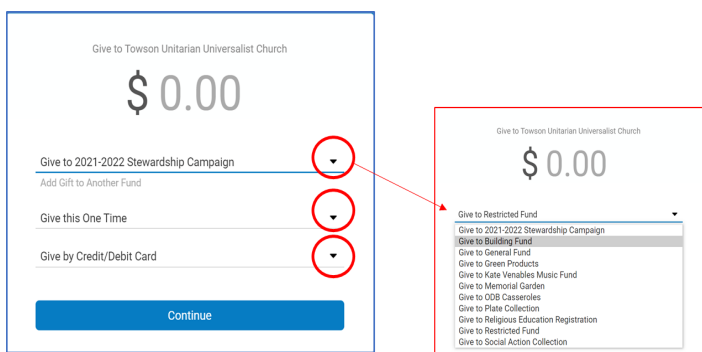 Give to Towson Unitarian Universalist Church
$ 0.00
Give to 2021-2022 Stewardship Campaign
Add Gift to Another Fund
Give this One Time
Give by Credit/Debit Card
Continue
Give to Towson Unitarian Universalist Church
$ 0.00
Give to Restricted Fund
Give to 2021-2022 Stewardship Campaign
Give to Building Fund
Give to General Fund
Give to Green Products
Give to Kate Venables Music Fund
Give to Memorial Garden
Give to ODB Casseroles
Give to Plate Collection
Give to Religious Education Registration
Give to Restricted Fund
Give to Social Action Collection